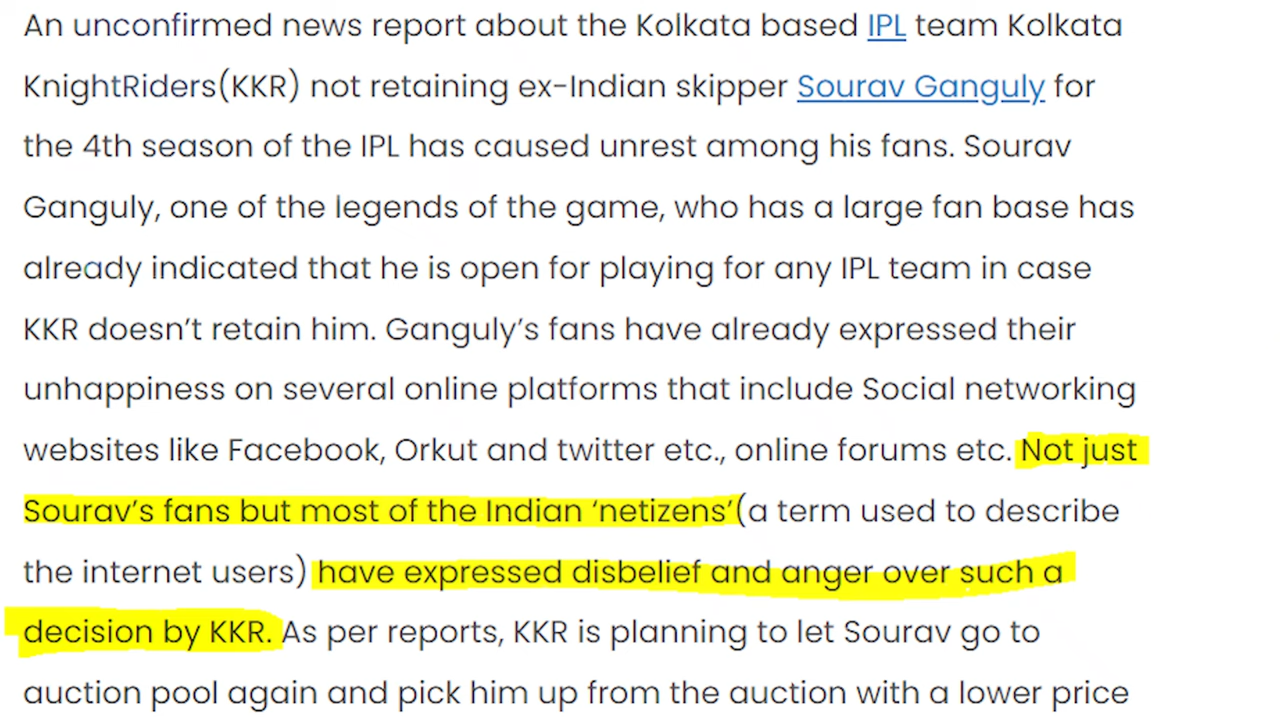 An unconfirmed news report about the Kolkata based IPL team Kolkata
KnightRiders(KKR) not retaining ex-Indian skipper Sourav Ganguly for
the 4th season of the IPL has caused unrest among his fans. Sourav
Ganguly, one of the legends of the game, who has a large fan base has
already indicated that he is open for playing for any IPL team in case
KKR doesn’t retain him. Ganguly’s fans have already expressed their
unhappiness on several online platforms that include Social networking
websites like Facebook, Orkut and twitter etc., online forums etc. Not just
Sourav’s fans but most of the Indian ‘netizens’(a term used to describe
the internet users) have expressed disbelief and anger over such a
decision by KKR. As per reports, KKR is planning to let Sourav go to
auction pool again and pick him up from the auction with a lower price